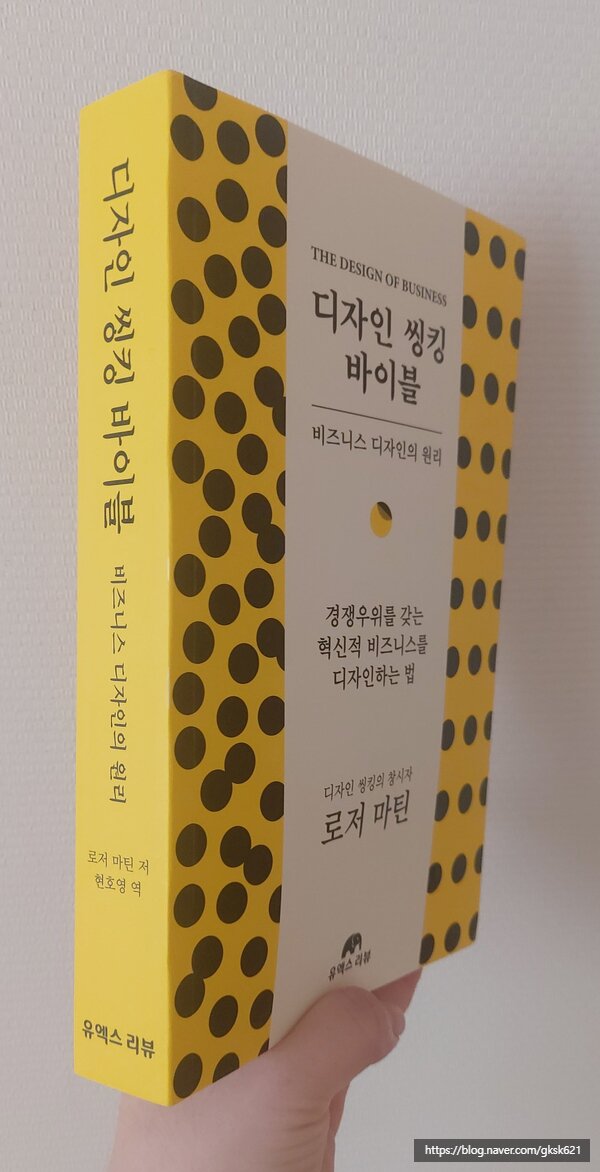 디자인 씽킹 바이블 비즈니스 디자인의 원리
로저 마틴 저
현호영 역
유엑스 리뷰
THE DESIGN OF BUSINESS
디자인 씽킹
바이블
비즈니스 디자인의 원리
경쟁우위를 갖는
혁신적 비즈니스를
디자인하는 법
디자인 씽킹의 창시자
로저 마틴
유엑스 리뷰
https://blog.naver.com/gksk621